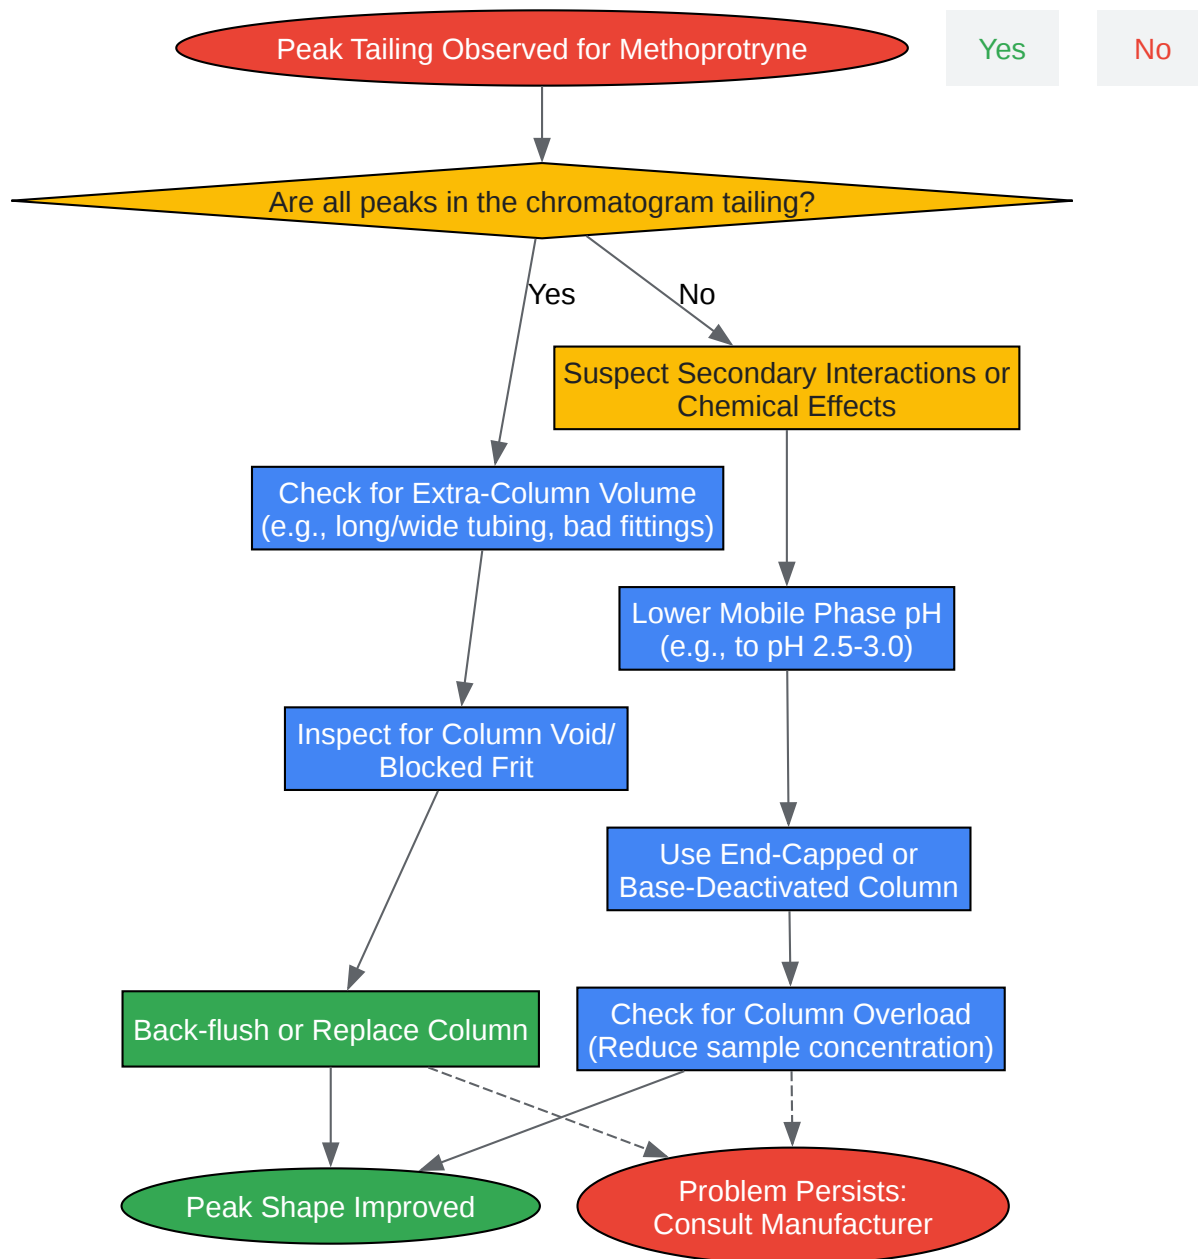 Peak Tailing Observed for Methoprotryne
Yes
No
Are all peaks in the chromatogram tailing?
Yes
No
Suspect Secondary Interactions or
Chemical Effects
Check for Extra-Column Volume
(e.g., long/wide tubing, bad fittings)
Lower Mobile Phase pH
(e.g., to pH 2.5-3.0)
Inspect for Column Void/
Blocked Frit
Use End-Capped or
Base-Deactivated Column
Back-flush or Replace Column
Check for Column Overload
(Reduce sample concentration)
Peak Shape Improved
Problem Persists:
Consult Manufacturer